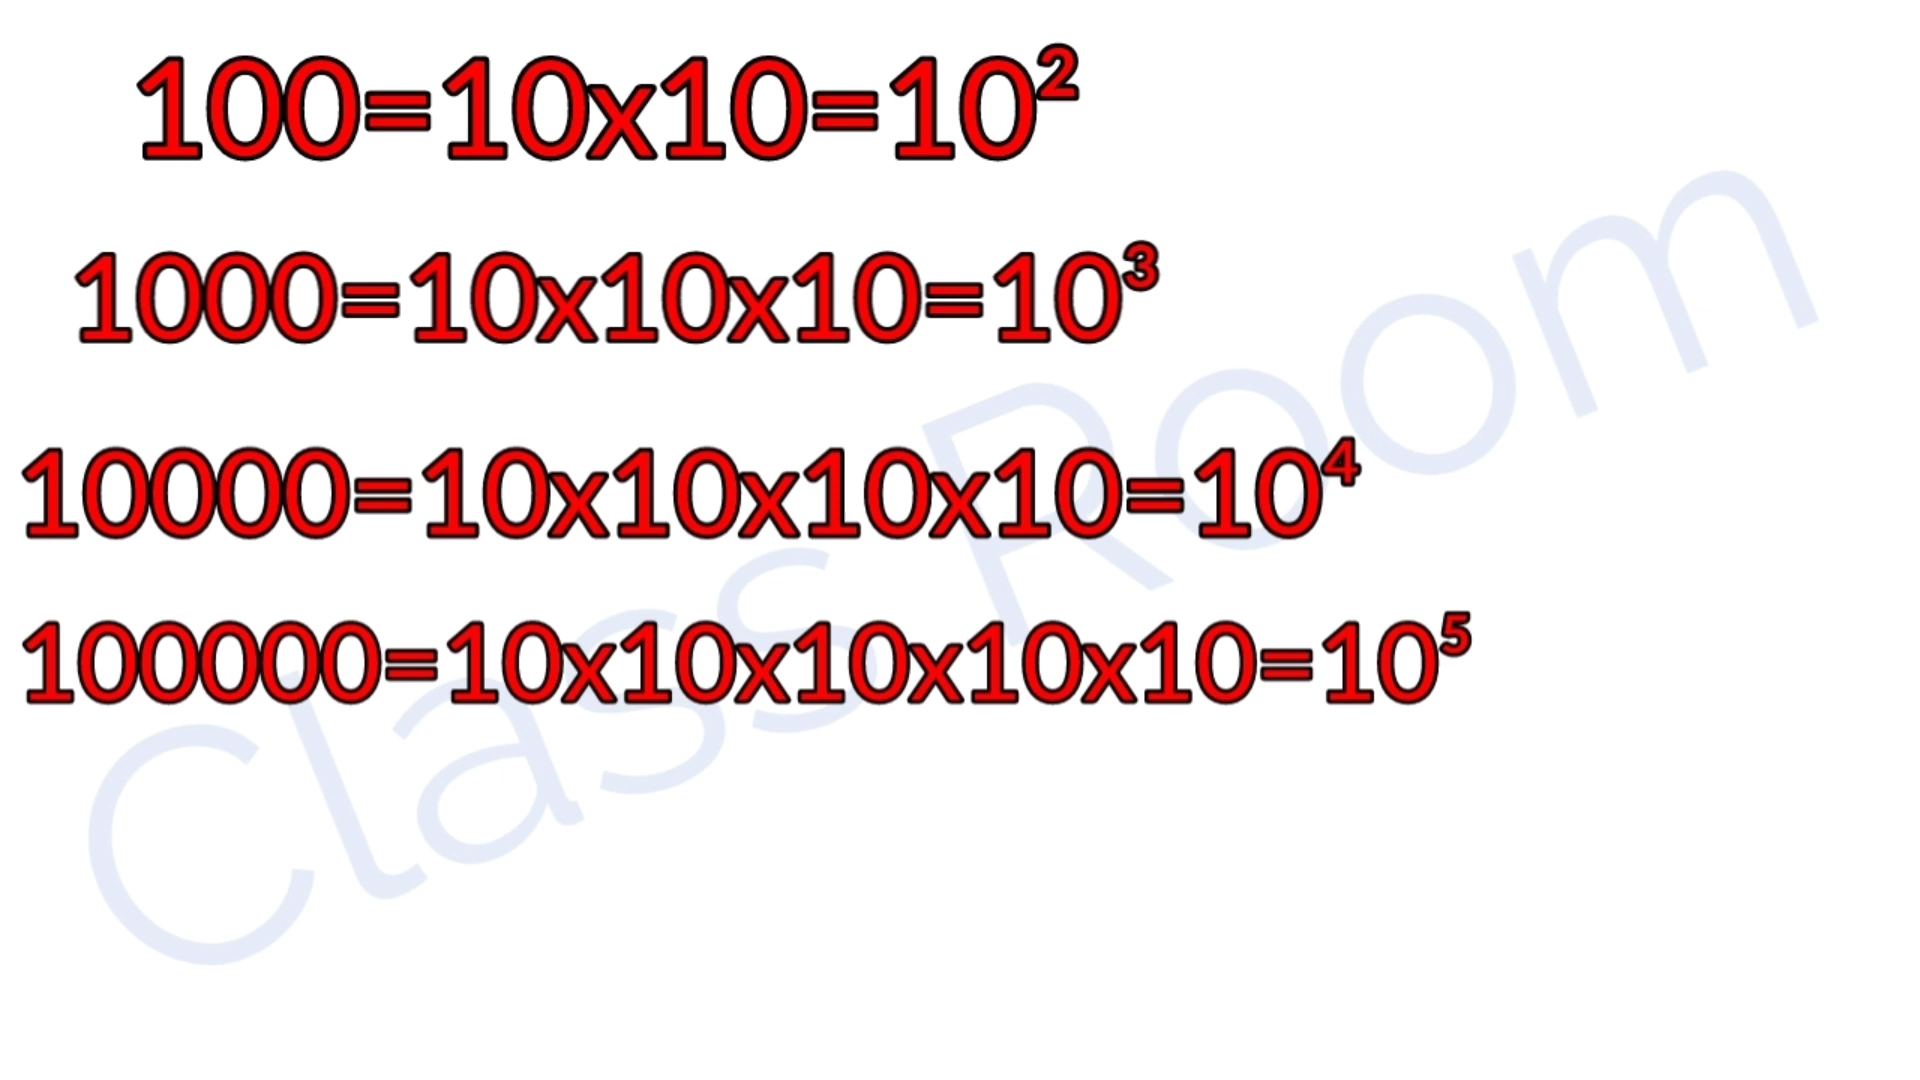 100=10x10=10²
1000=10x10x10=10³
10000=10x10x10x10=10⁴
100000=10x10x10x10x10=10⁵
Class Room